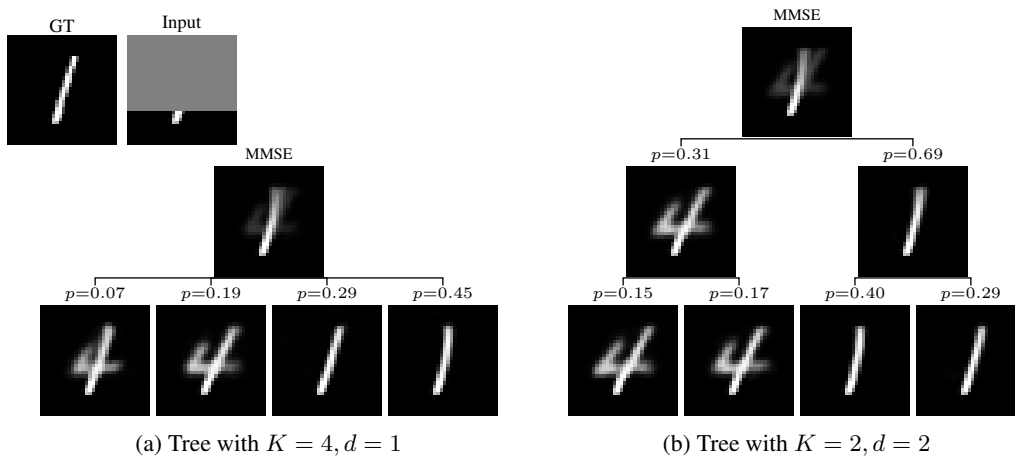 GT Input
MMSE
p=0.07 p=0.19 p=0.29 p=0.45
(a) Tree with K = 4, d = 1
MMSE
p=0.31 p=0.69
p=0.15 p=0.17 p=0.40 p=0.29
(b) Tree with K = 2, d = 2